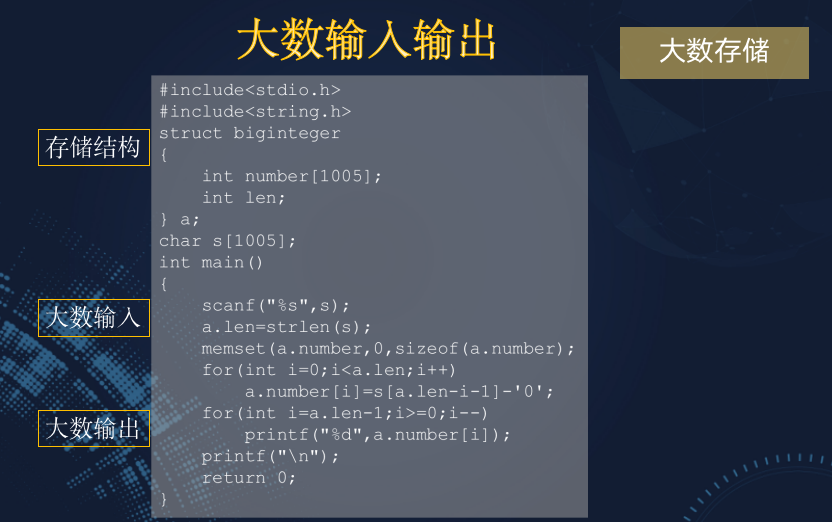 大数输入输出
大数存储
#include<stdio.h>
#include<string.h>
struct biginteger
存储结构
{
    int number[1005];
    int len;
} a;
char s[1005];
int main()
{
    scanf("%s",s);
大数输入
    a.len=strlen(s);
    memset(a.number,0,sizeof(a.number);
    for(int i=0;i<a.len;i++)
        a.number[i]=s[a.len-i-1]-'0';
    for(int i=a.len-1;i>=0;i--)
大数输出
        printf("%d",a.number[i]);
    printf("\n");
    return 0;
}